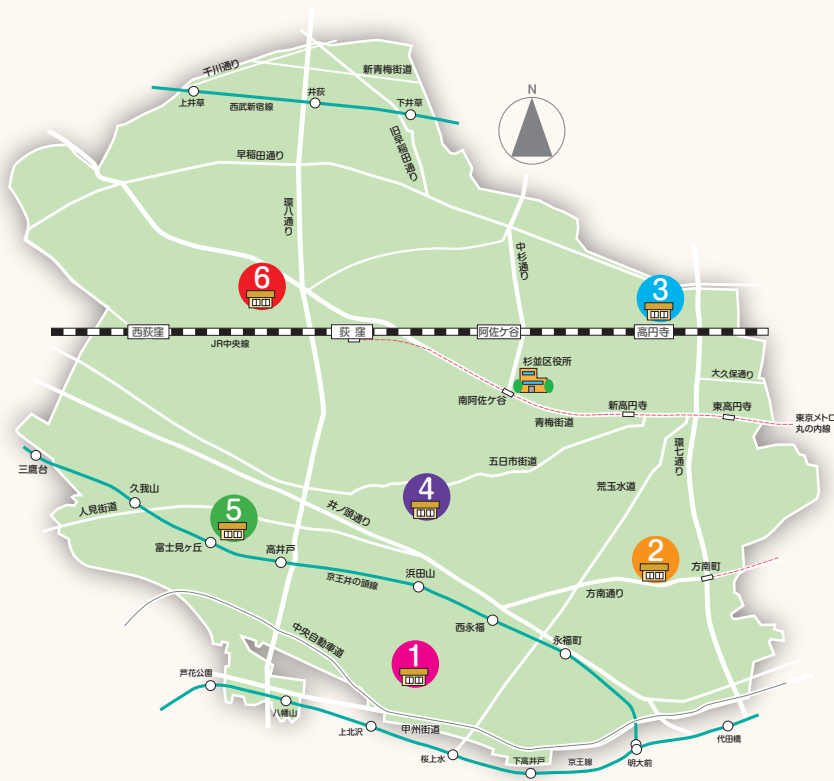 千川通り
新青梅街道
上井草
西武新宿線
井荻
下井草
旧早稲田通り
N
早稲田通り
環八通り
中杉通り
6
3
西荻窪
荻窪
阿佐ケ谷
高円寺
JR中央線
杉並区役所
大久保通り
南阿佐ケ谷
新高円寺
東高円寺
青梅街道
東京メトロ
丸の内線
環七通り
五日市街道
三鷹台
久我山
荒玉水道
人見街道
4
5
井ノ頭通り
富士見ヶ丘
高井戸
2
方南町
京王井の頭線
浜田山
方南通り
西永福
中央自動車道
永福町
1
芦花公園
八幡山
上北沢
甲州街道
代田橋
桜上水
下高井戸
京王線
明大前